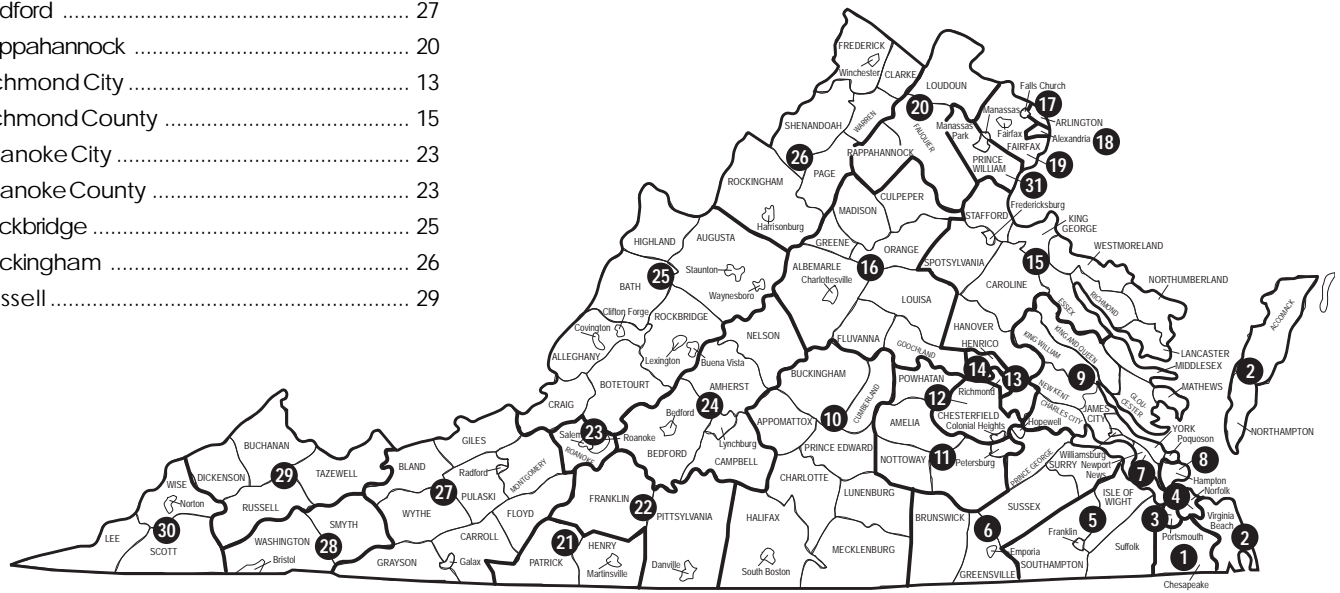 dford ................................................................ 27
ppahannock .................................................. 20
chmond City ................................................... 13
chmond County .............................................. 15
anoke City ...................................................... 23
anoke County ................................................ 23
ckbridge .......................................................... 25
ckingham ....................................................... 26
ssell ................................................................... 29
FREDERICK
Winchester
CLARKE
LOUDOUN
Falls Church
17
20
Manassas
ARLINGTON
SHENANDOAH
WARREN
FAUQUIER
Manassas
Park
Fairfax
Alexandria
18
FAIRFAX
26
RAPPAHANNOCK
PRINCE
WILLIAM
19
PAGE
ROCKINGHAM
31
CULPEPER
Fredericksburg
MADISON
STAFFORD
Harrisonburg
KING
GEORGE
HIGHLAND
AUGUSTA
GREENE
ORANGE
WESTMORELAND
Staunton
ALBEMARLE
16
SPOTSYLVANIA
15
25
BATH
Charlottesville
CAROLINE
NORTHUMBERLAND
Waynesboro
LOUISA
ESSEX
RICHMOND
ACCOMACK
Clifton Forge
ROCKBRIDGE
Covington
NELSON
FLUVANNA
HANOVER
KING WILLIAM
KING AND QUEEN
GOOCHLAND
HENRICO
LANCASTER
ALLEGHANY
Lexington
Buena Vista
MIDDLESEX
BUCKINGHAM
POWHATAN
14
13
9
2
BOTETOURT
AMHERST
CUMBERLAND
Richmond
NEW KENT
MATHEWS
CRAIG
24
12
CHARLES CITY
JAMES
CITY
GLOU-
CESTER
Bedford
APPOMATTOX
10
AMELIA
CHESTERFIELD
Colonial Heights
Hopewell
NORTHAMPTON
Salem
23
Roanoke
Lynchburg
YORK
Poquoson
BUCHANAN
GILES
ROANOKE
BEDFORD
CAMPBELL
PRINCE EDWARD
NOTTOWAY
11
Petersburg
PRINCE GEORGE
Williamsburg
SURRY
Newport
News
7
8
BLAND
Radford
MONTGOMERY
Hampton
DICKENSON
29
TAZEWELL
CHARLOTTE
Norfolk
WISE
27
PULASKI
FRANKLIN
22
LUNENBURG
ISLE OF
WIGHT
4
Norton
RUSSELL
WYTHE
FLOYD
PITTSYLVANIA
HALIFAX
BRUNSWICK
SUSSEX
5
3
Virginia
Beach
SMYTH
6
Franklin
Portsmouth
30
WASHINGTON
28
CARROLL
21
HENRY
MECKLENBURG
Suffolk
2
LEE
SCOTT
Bristol
GRAYSON
Galax
PATRICK
Martinsville
Danville
South Boston
Emporia
SOUTHAMPTON
1
GREENSVILLE
Chesapeake